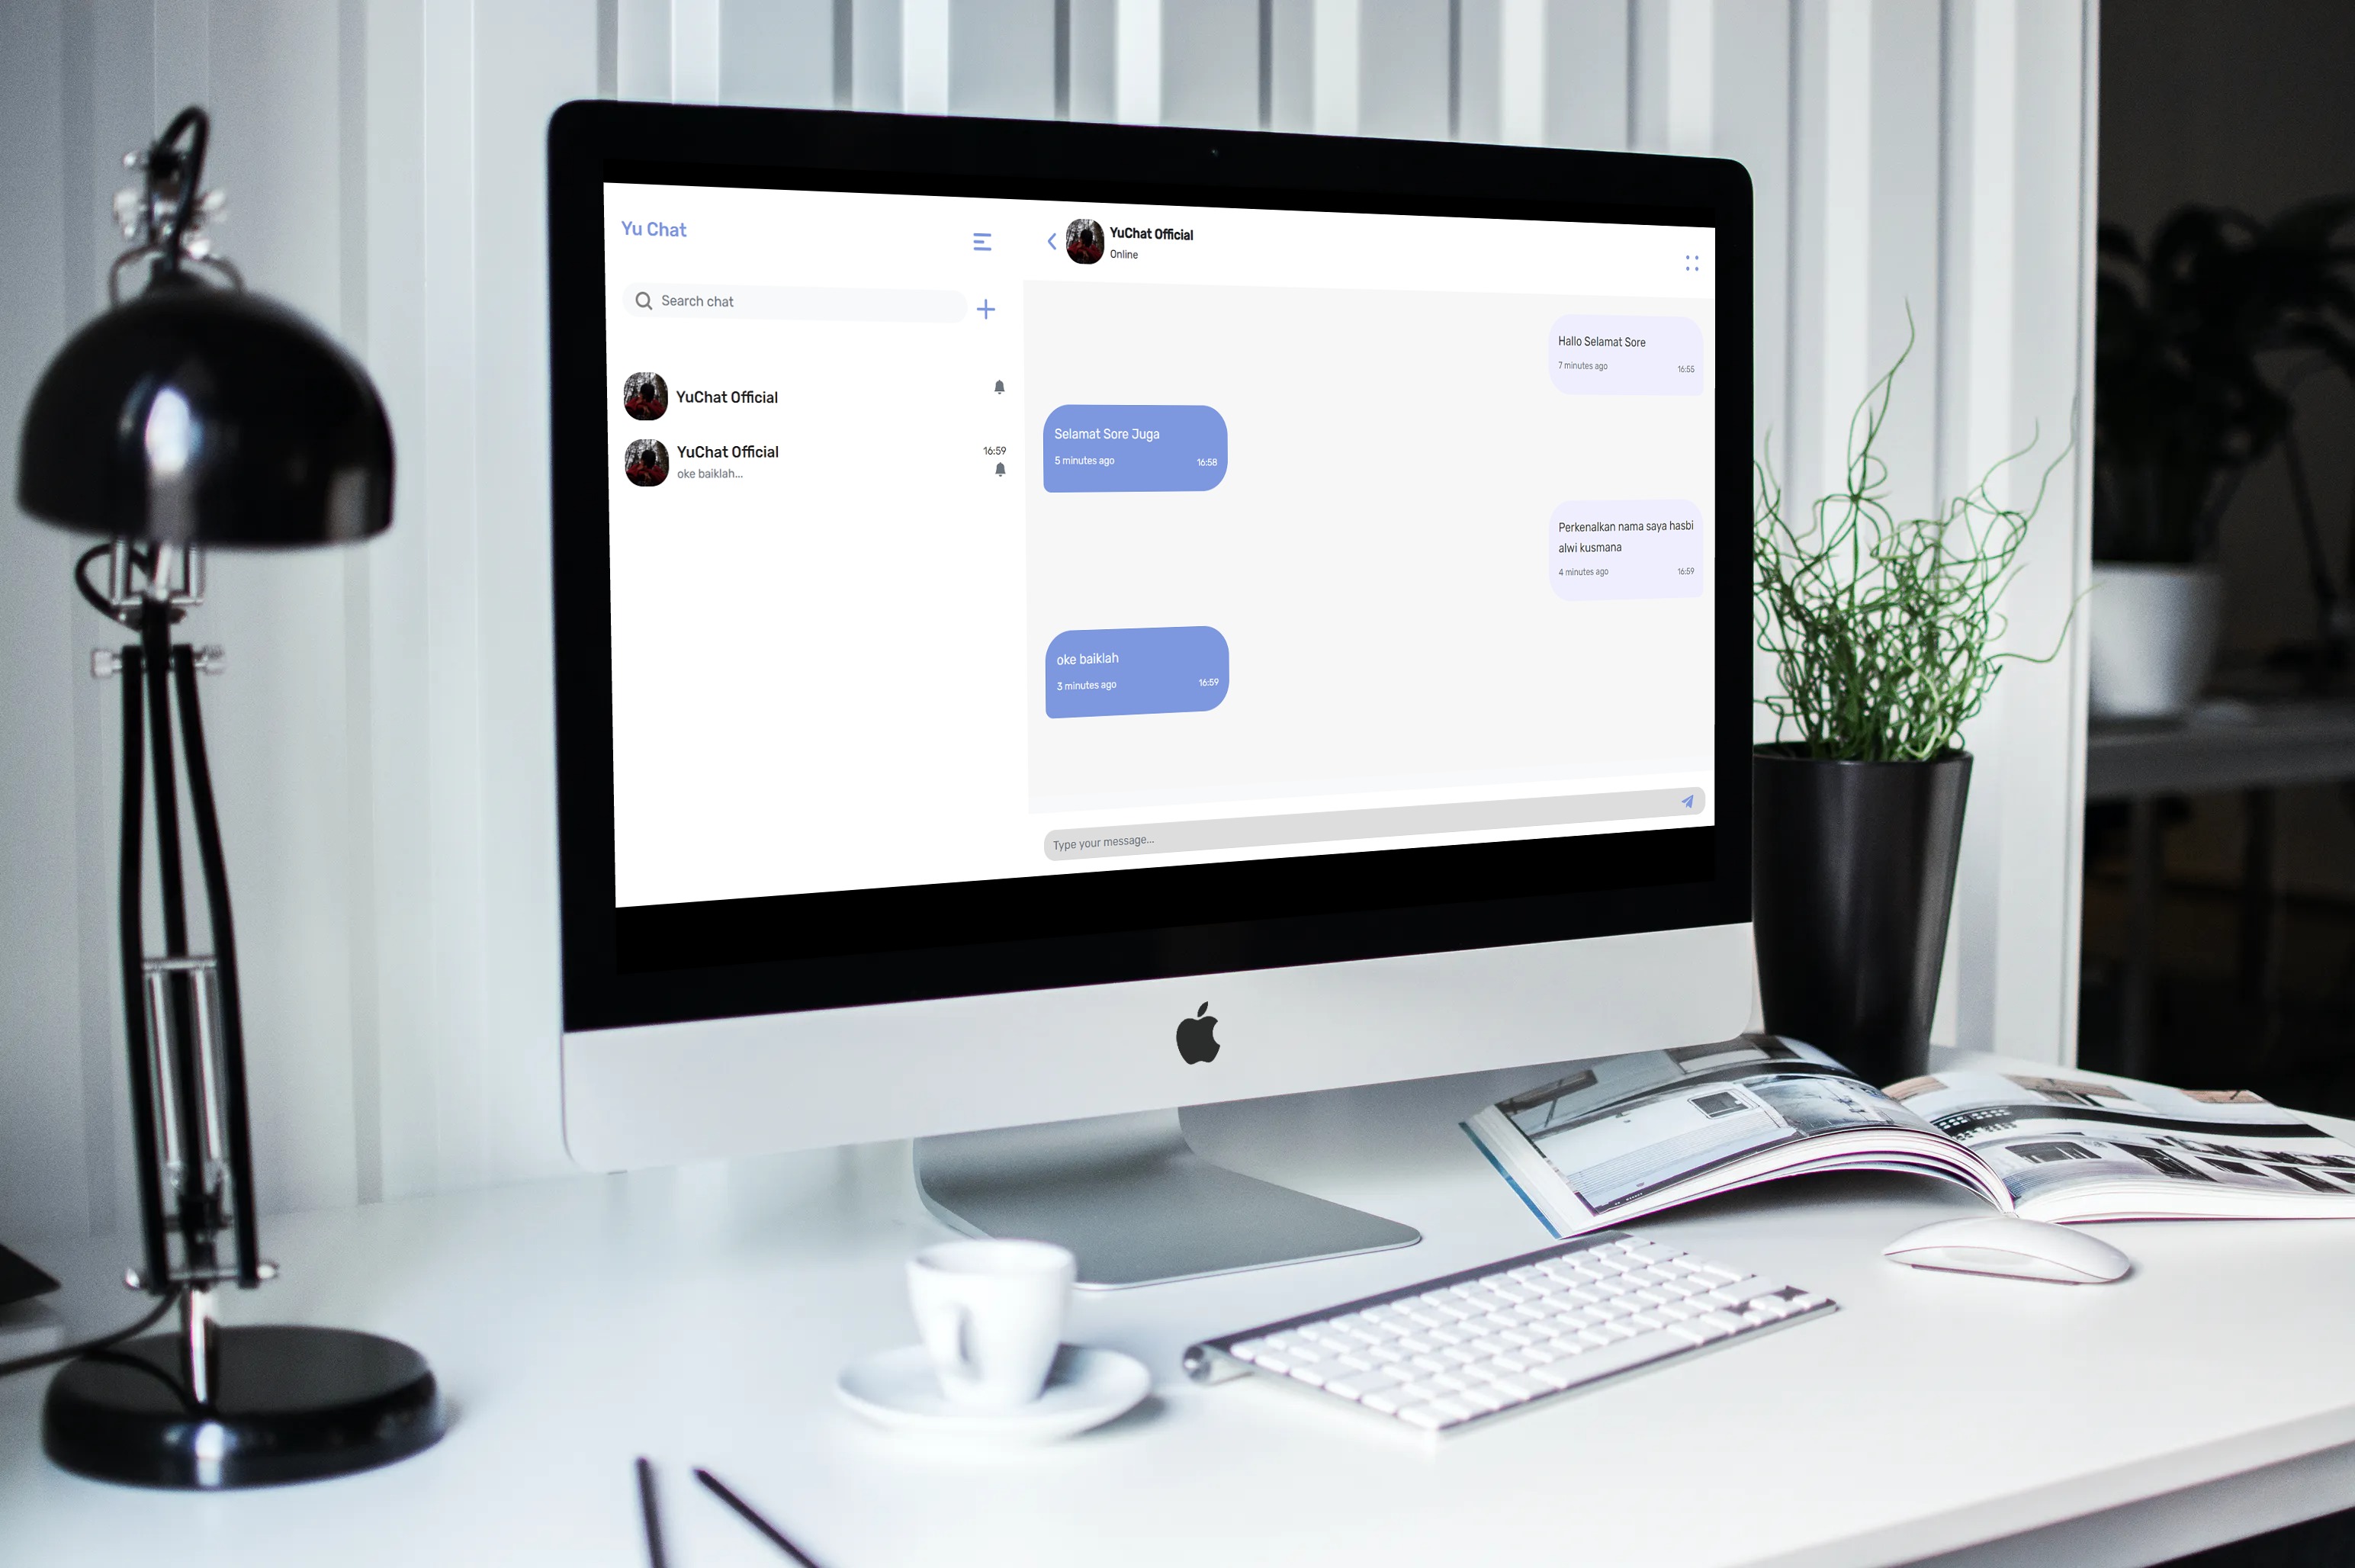 Yu Chat
Search chat
YuChat Official
YuChat Official
16:59
oke baiklah...
YuChat Official
Online
Hallo Selamat Sore
7 minutes ago
16:55
Selamat Sore Juga
5 minutes ago
16:58
Perkenalkan nama saya hasbi
alwi kusmana
4 minutes ago
16:59
oke baiklah
3 minutes ago
16:59
Type your message...